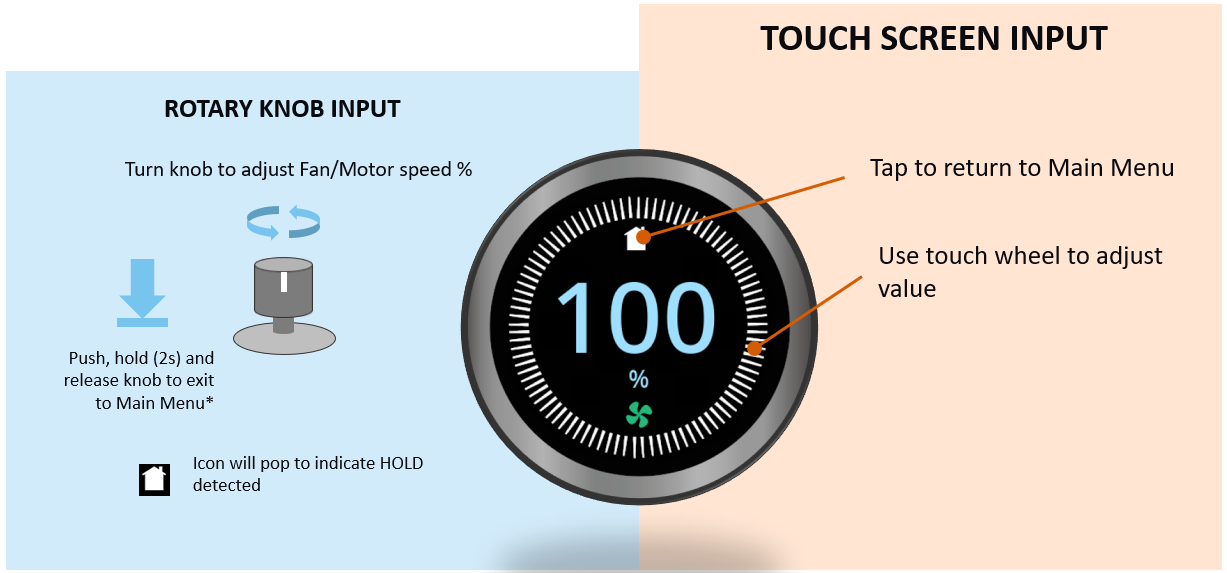 TOUCH SCREEN INPUT
ROTARY KNOB INPUT
Turn knob to adjust Fan/Motor speed %
Tap to return to Main Menu
Use touch wheel to adjust
value
100
%
Push, hold (2s) and
release knob to exit
to Main Menu*
Icon will pop to indicate HOLD
detected